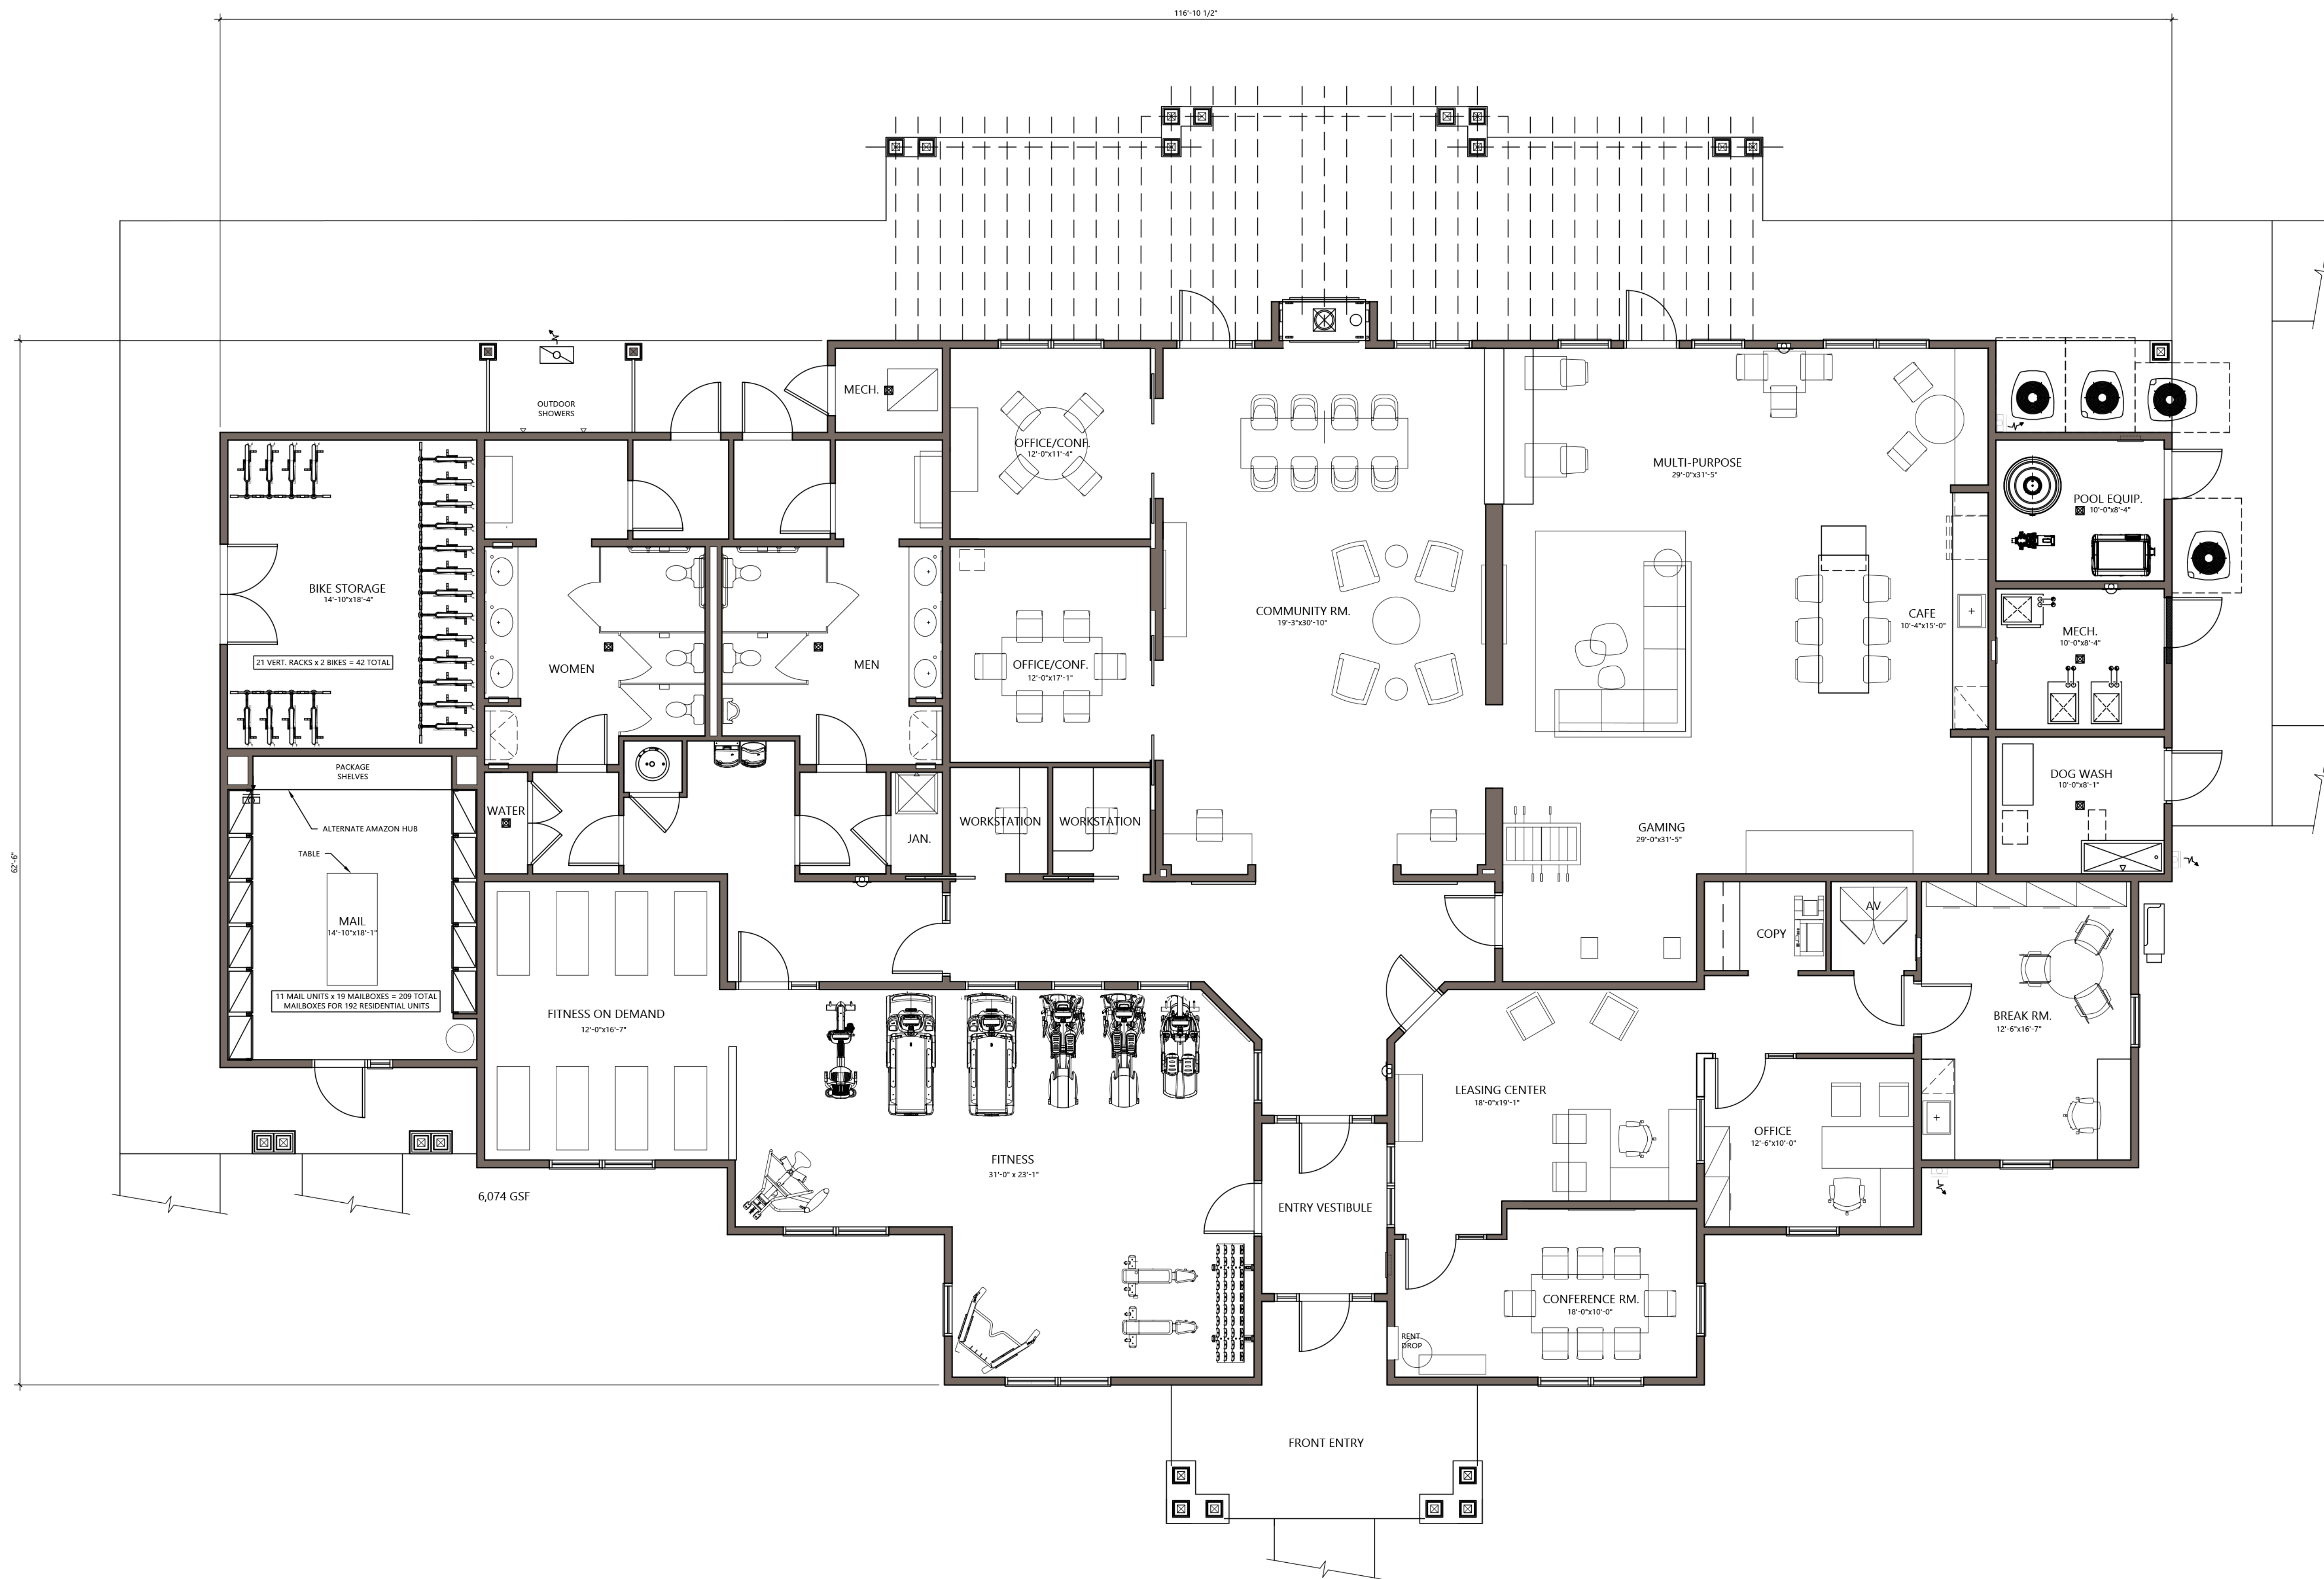 116'-10 1/2"
62'-6"
OUTDOOR
SHOWERS
MECH.
OFFICE/CONF.
12'-0"x11'-4"
MULTI-PURPOSE
29'-0"x31'-5"
POOL EQUIP.
10'-0"x8'-4"
BIKE STORAGE
14'-10"x18'-4"
21 VERT. RACKS x 2 BIKES = 42 TOTAL
WOMEN
MEN
OFFICE/CONF.
12'-0"x17'-1"
COMMUNITY RM.
19'-3"x30'-10"
CAFE
10'-4"x15'-0"
MECH.
10'-0"x8'-4"
PACKAGE
SHELVES
ALTERNATE AMAZON HUB
TABLE
MAIL
14'-10"x18'-1"
11 MAIL UNITS x 19 MAILBOXES = 209 TOTAL
MAILBOXES FOR 192 RESIDENTIAL UNITS
WATER
JAN.
WORKSTATION
WORKSTATION
GAMING
29'-0"x31'-5"
DOG WASH
10'-0"x8'-1"
COPY
AV
BREAK RM.
12'-6"x16'-7"
FITNESS ON DEMAND
12'-0"x16'-7"
FITNESS
31'-0" x 23'-1"
LEASING CENTER
18'-0"x19'-1"
OFFICE
12'-6"x10'-0"
6,074 GSF
ENTRY VESTIBULE
CONFERENCE RM.
18'-0"x10'-0"
RENT
DROP
FRONT ENTRY